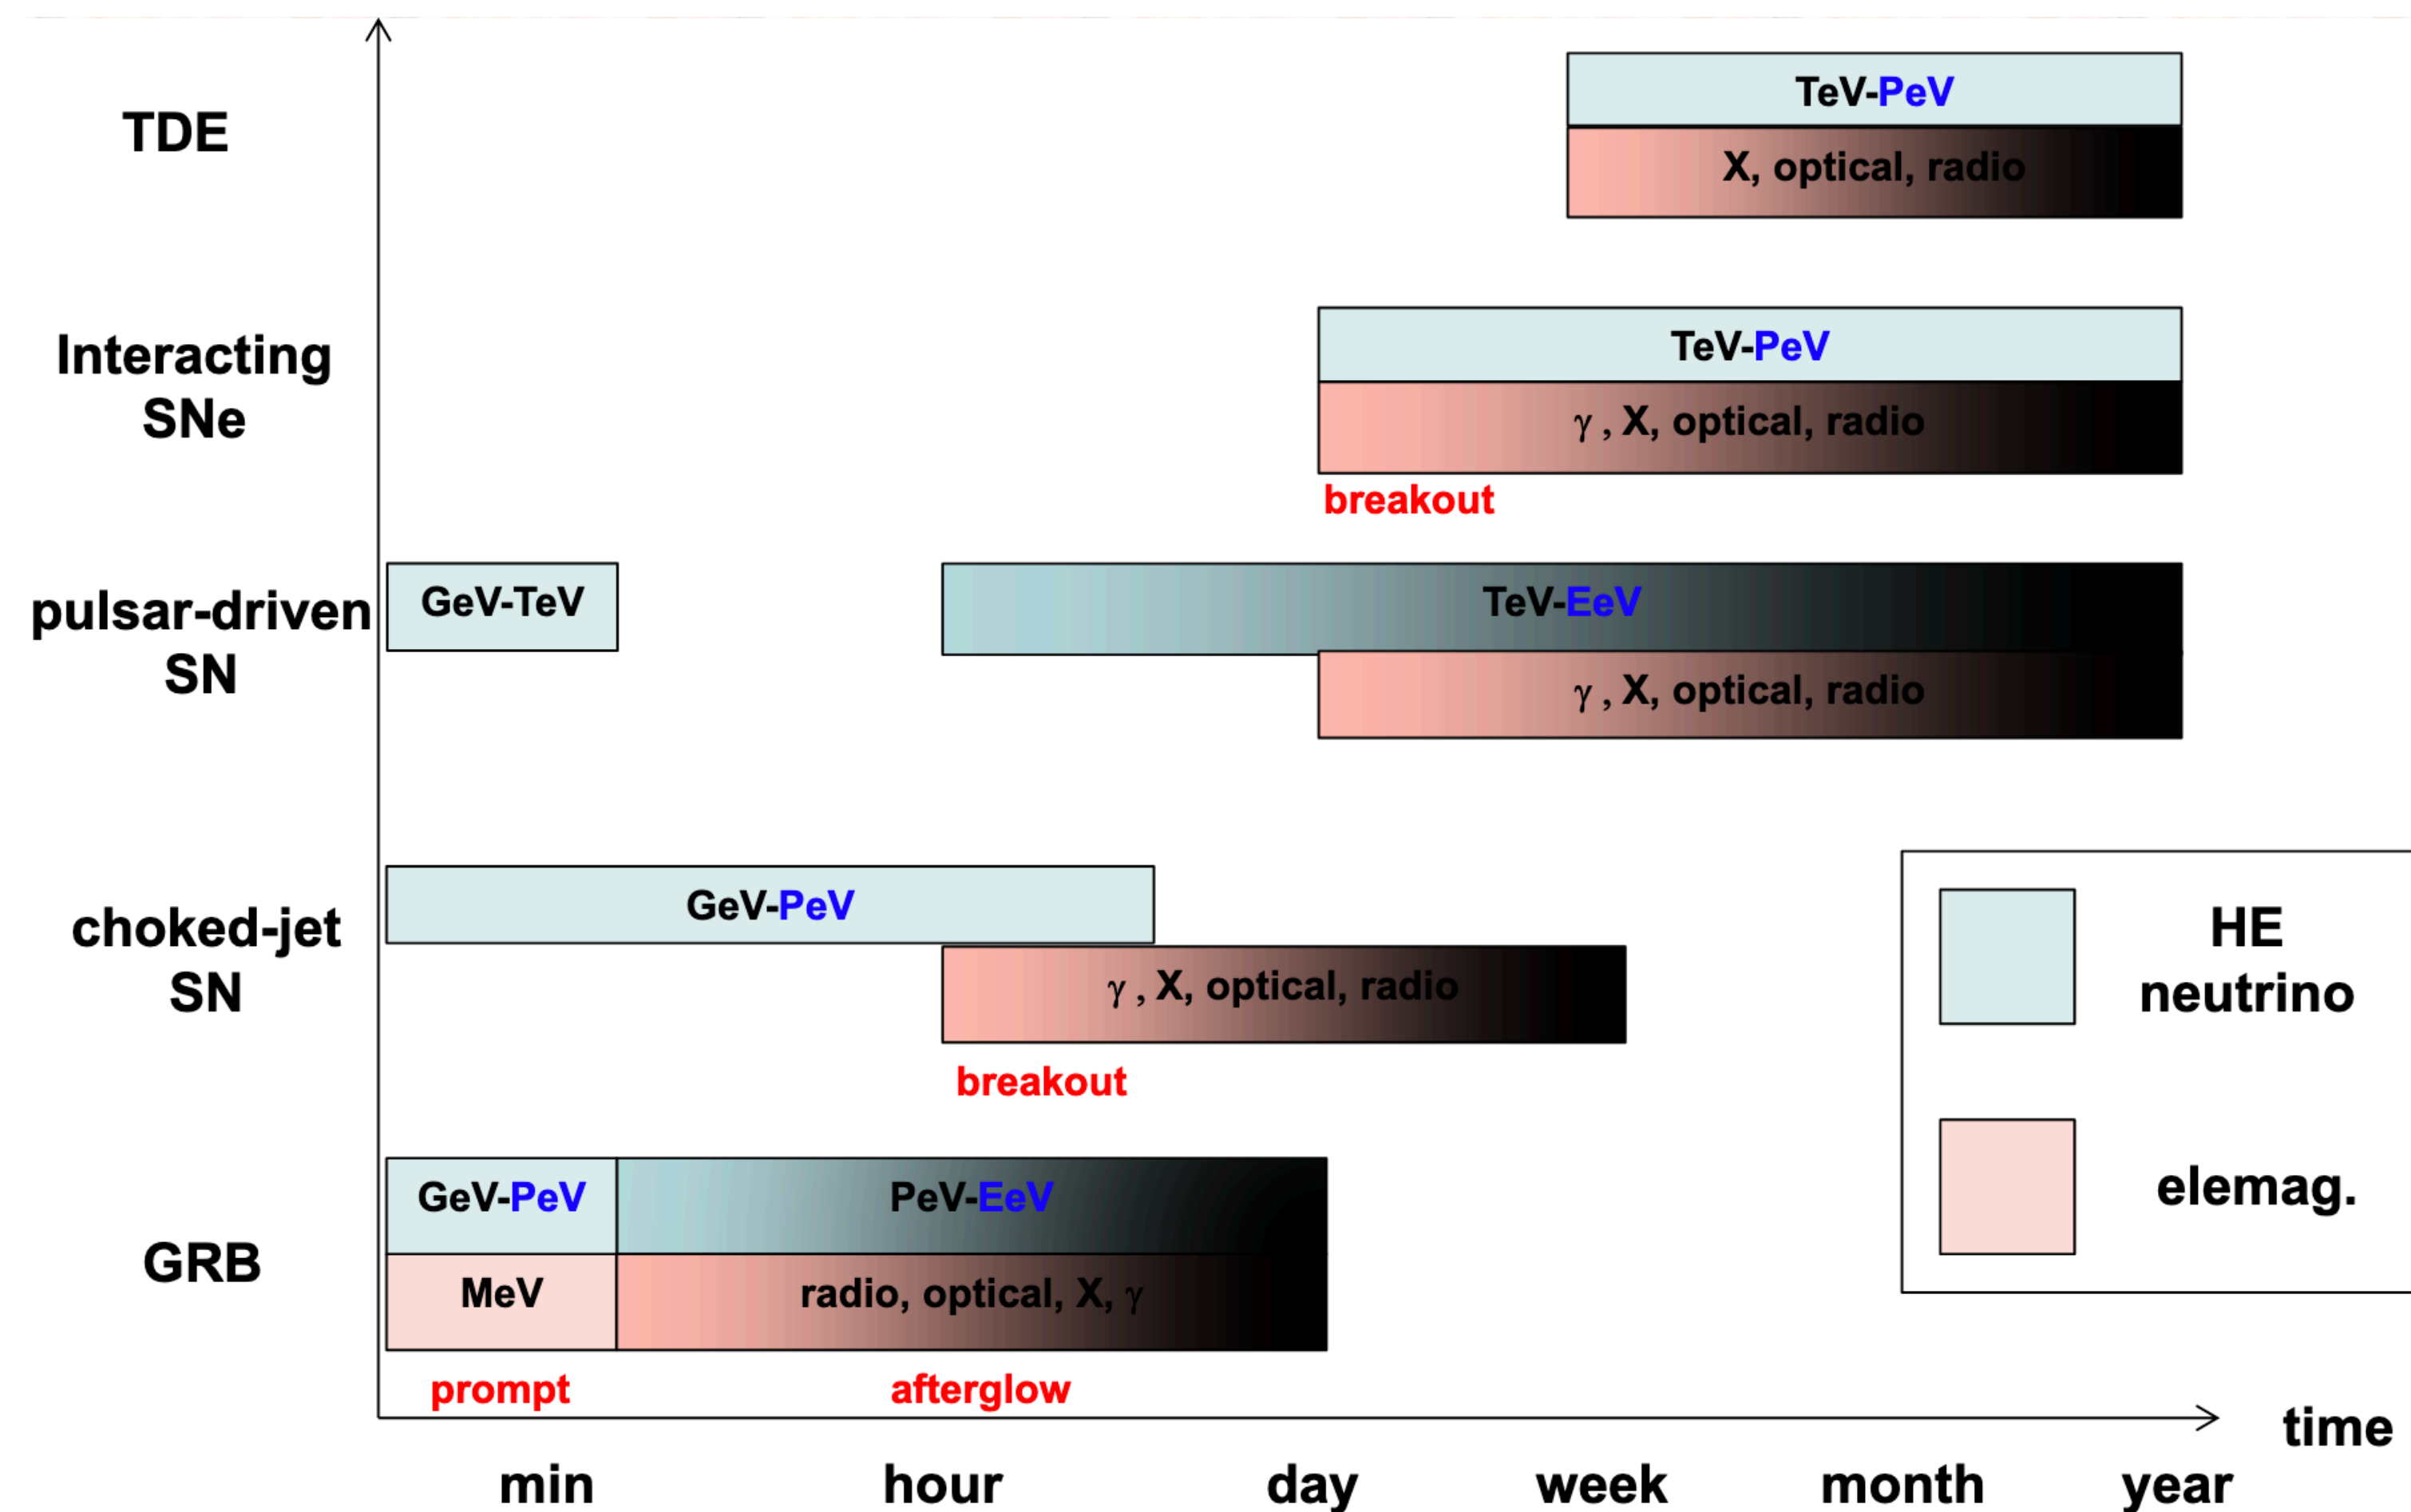 TDE
TeV-PeV
X, optical, radio
Interacting
SNe
TeV-PeV
γ , X, optical, radio
breakout
pulsar-driven
SN
GeV-TeV
TeV-EeV
γ , X, optical, radio
choked-jet
SN
GeV-PeV
γ , X, optical, radio
breakout
HE
neutrino
elemag.
GRB
GeV-PeV
PeV-EeV
MeV
radio, optical, X, γ
prompt
afterglow
time
min
hour
day
week
month
year